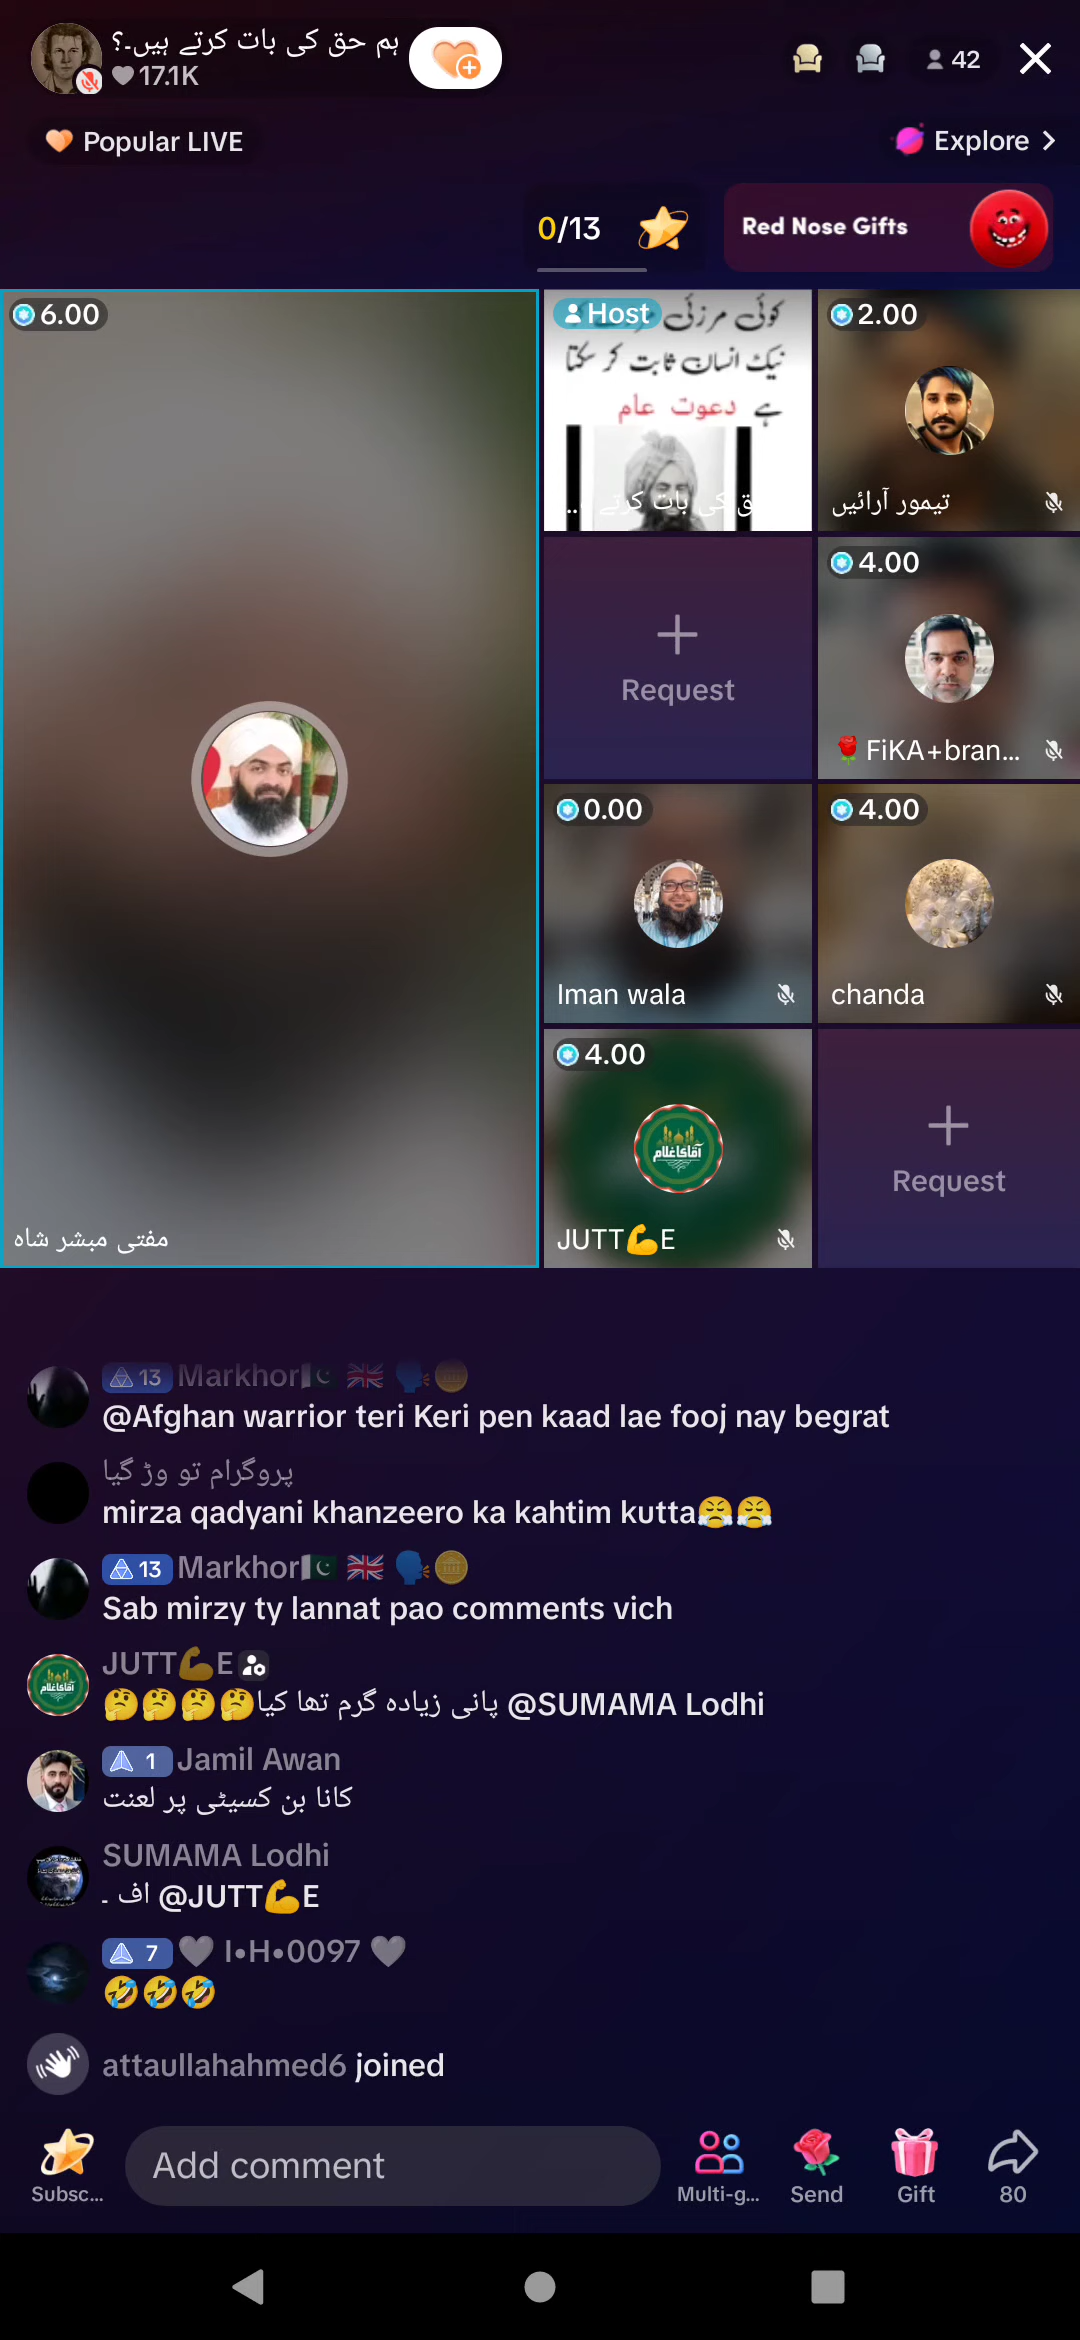 ہم حق کی بات کرتے ہیں۔؟
17.1K
42
Popular LIVE
Explore
0/13
Red Nose Gifts
6.00
مفتی مبشر شاہ
Host
کوئی مرزئی
نیک انسان ثابت کر سکتا
ہے دعوت عام
ق کی بات کرتے ...
2.00
تیمور آرائیں
Request
4.00
🌹FiKA+bran...
0.00
Iman wala
4.00
chanda
4.00
آقا کا غلام
JUTT💪E
Request
13 Markhor🇵🇰 🇬🇧 🗣️🪙
@Afghan warrior teri Keri pen kaad lae fooj nay begrat
پروگرام تو وڑ گیا
mirza qadyani khanzeero ka kahtim kutta😤😤
13 Markhor🇵🇰 🇬🇧 🗣️🪙
Sab mirzy ty lannat pao comments vich
JUTT💪E
@SUMAMA Lodhi پانی زیادہ گرم تھا کیا🤔🤔🤔🤔
1 Jamil Awan
کانا بن کسیٹی پر لعنت
SUMAMA Lodhi
@JUTT💪E اف ۔
7 🩶 I•H•0097 🩶
🤣🤣🤣
attaullahahmed6 joined
Subsc...
Add comment
Multi-g...
Send
Gift
80